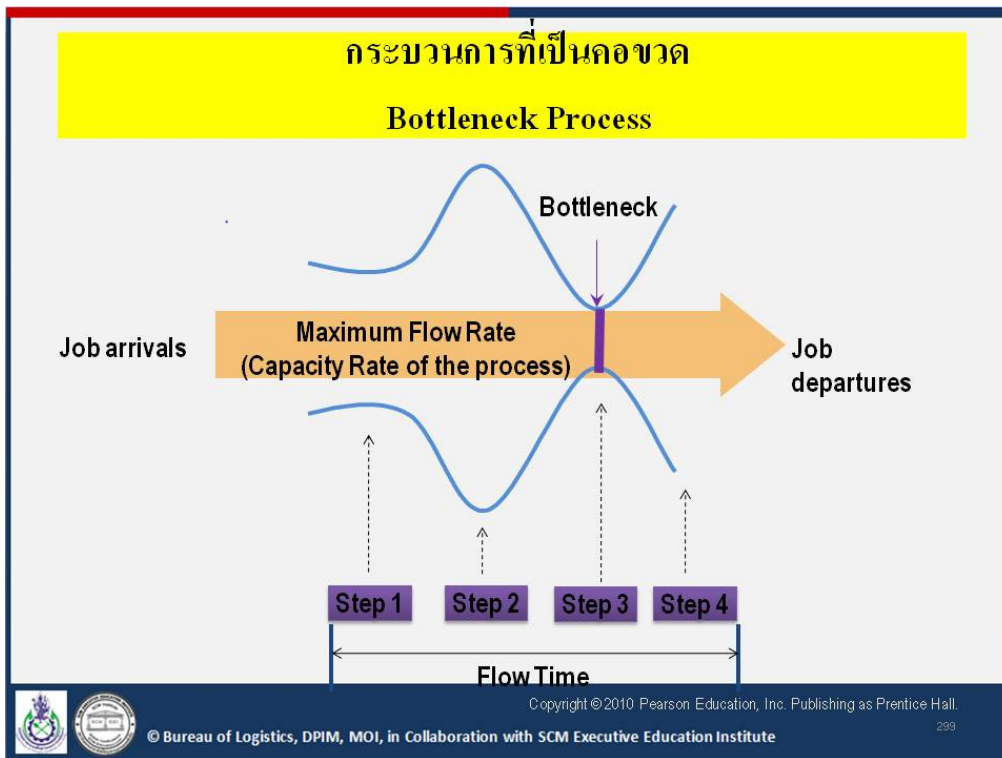 กระบวนการที่เป็นคอขวด
Bottleneck Process
Bottleneck
Job arrivals
Maximum Flow Rate
(Capacity Rate of the process)
Job
departures
Step 1
Step 2
Step 3
Step 4
Flow Time
Copyright © 2010 Pearson Education, Inc. Publishing as Prentice Hall.
299
© Bureau of Logistics, DPIM, MOI, in Collaboration with SCM Executive Education Institute